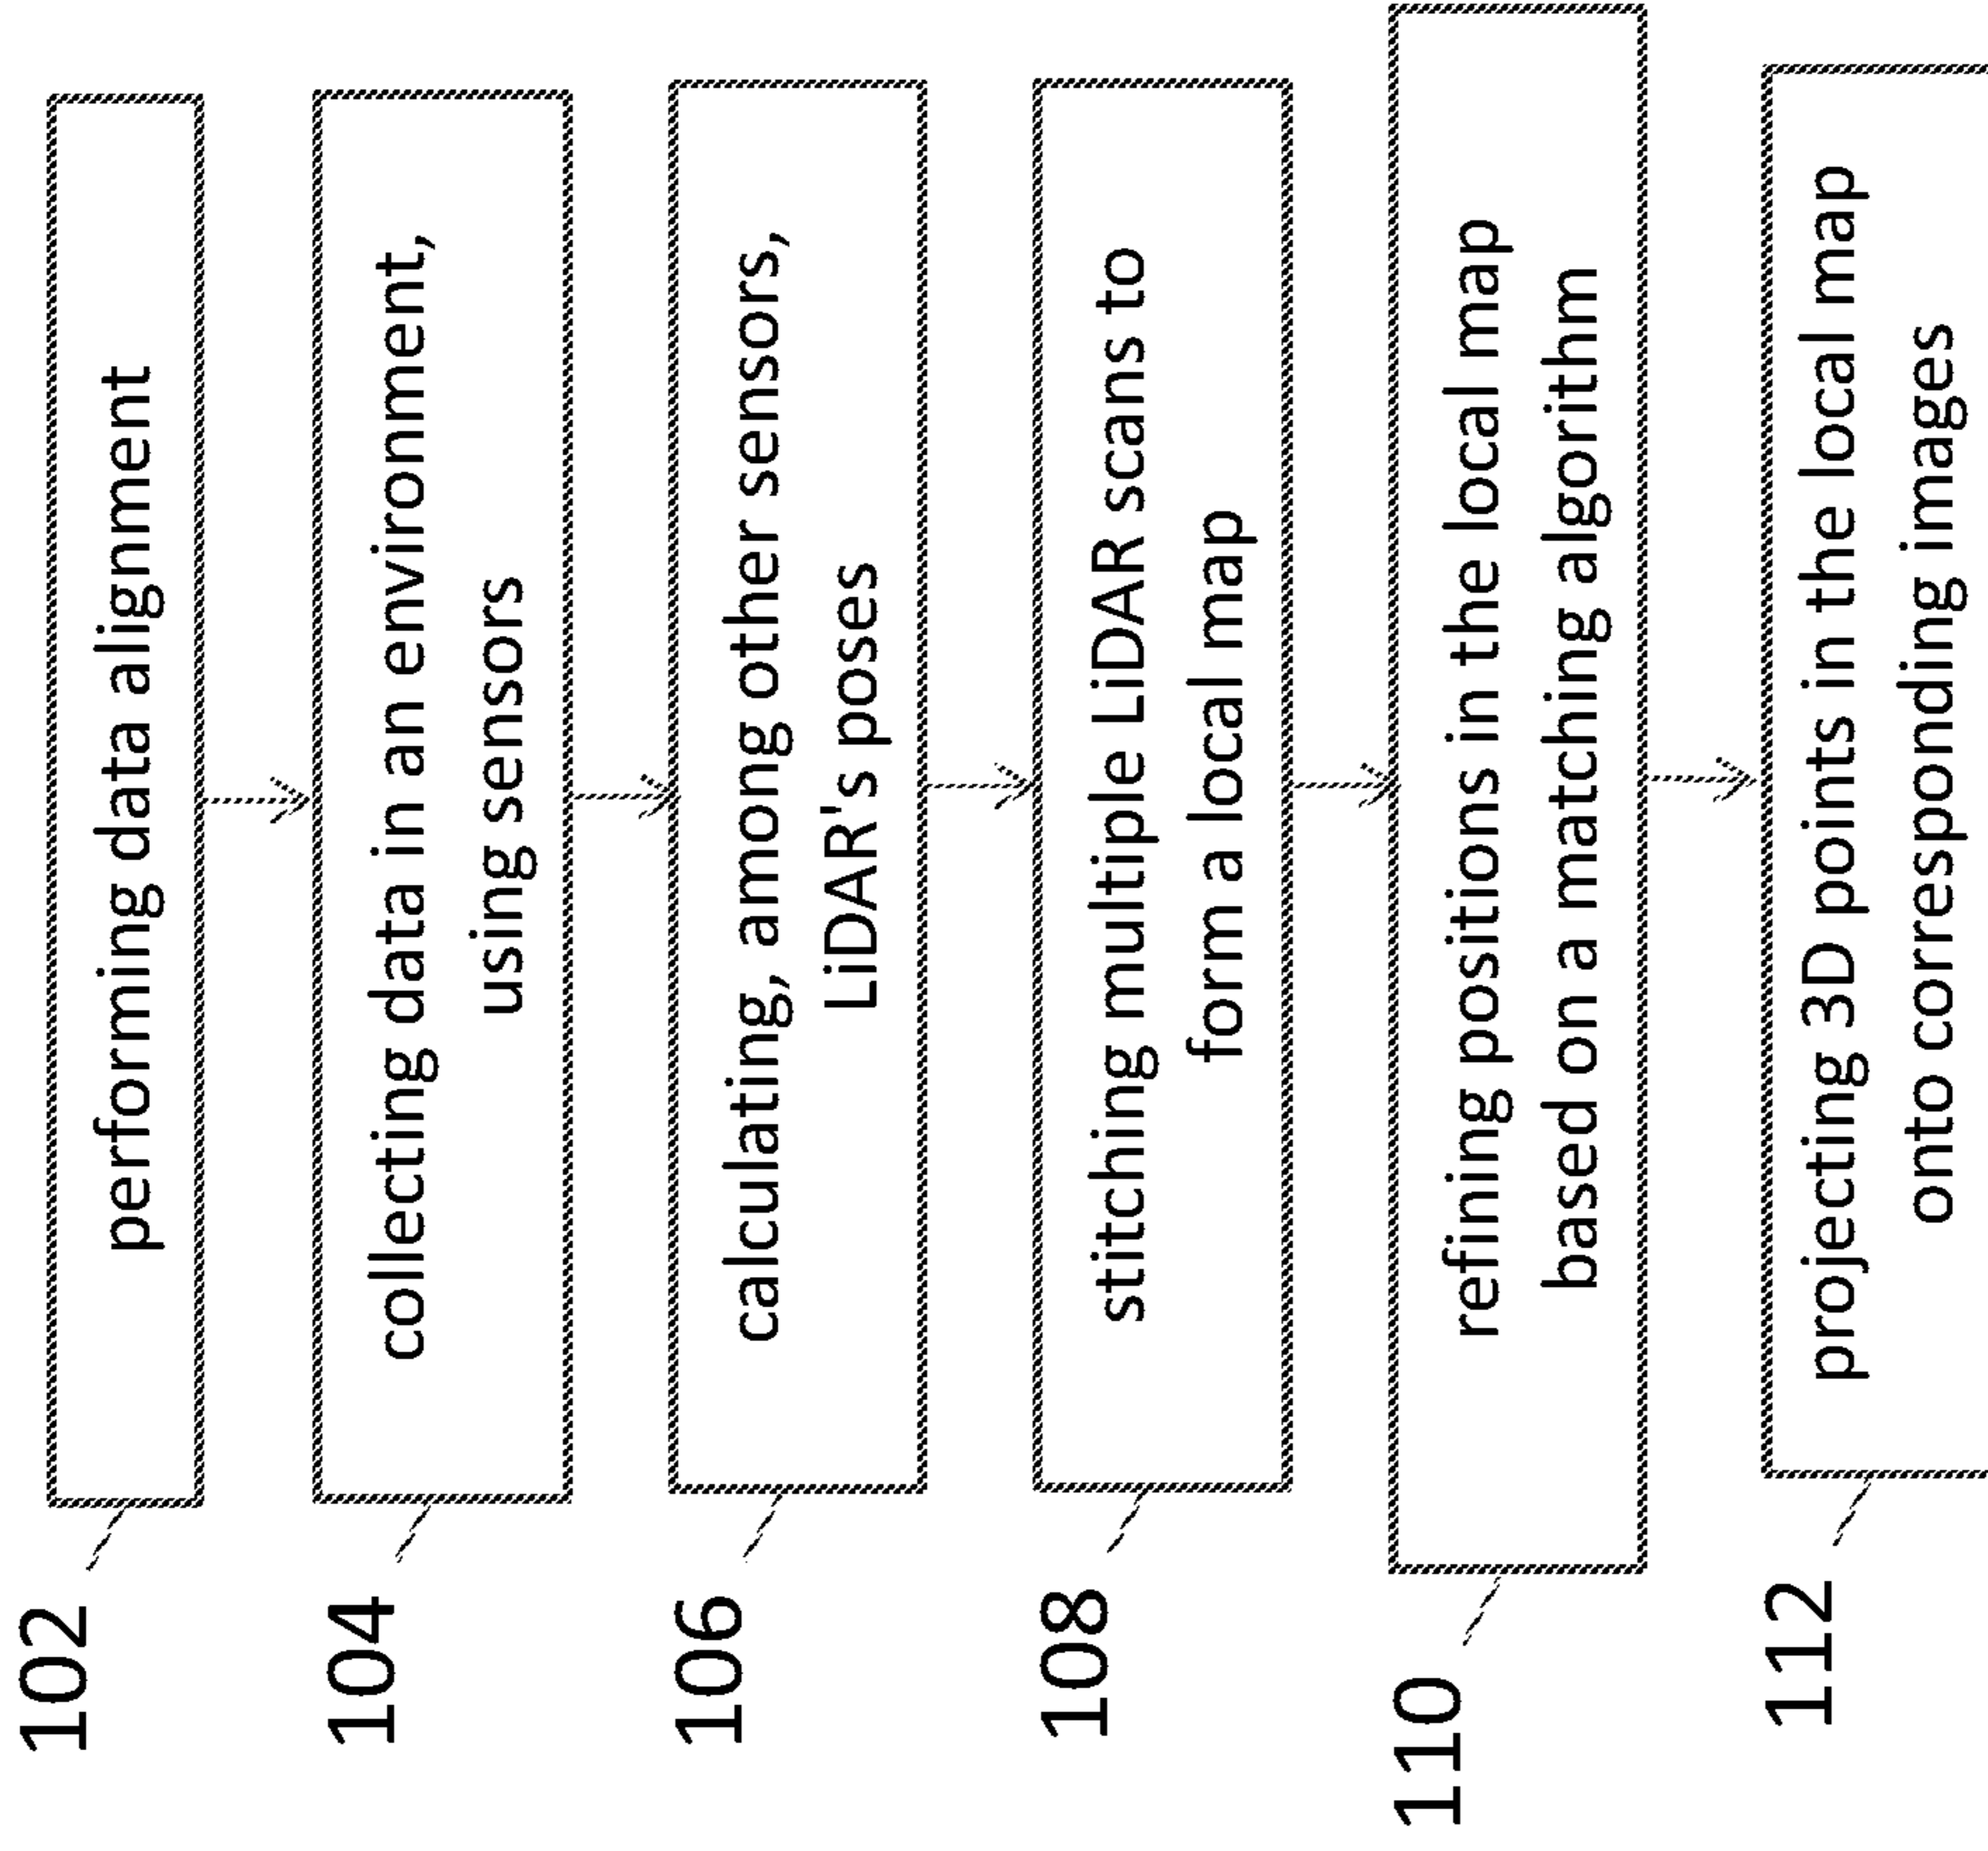 102
performing data alignment
104
collecting data in an environment,
using sensors
106
calculating, among other sensors,
LiDAR's poses
108
stitching multiple LiDAR scans to
form a local map
110
refining positions in the local map
based on a matching algorithm
112
projecting 3D points in the local map
onto corresponding images